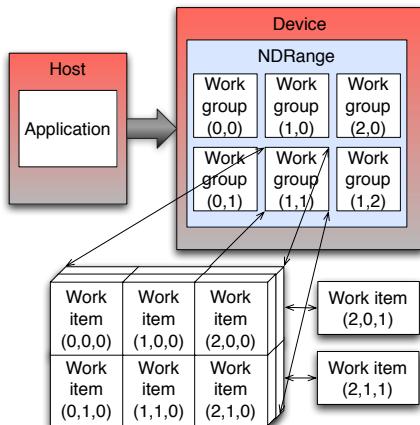 Device
NDRange
Host
Application
Work group (0,0)
Work group (1,0)
Work group (2,0)
Work group (0,1)
Work group (1,1)
Work group (1,2)
Work item (0,0,0)
Work item (1,0,0)
Work item (2,0,0)
Work item (2,0,1)
Work item (0,1,0)
Work item (1,1,0)
Work item (2,1,0)
Work item (2,1,1)